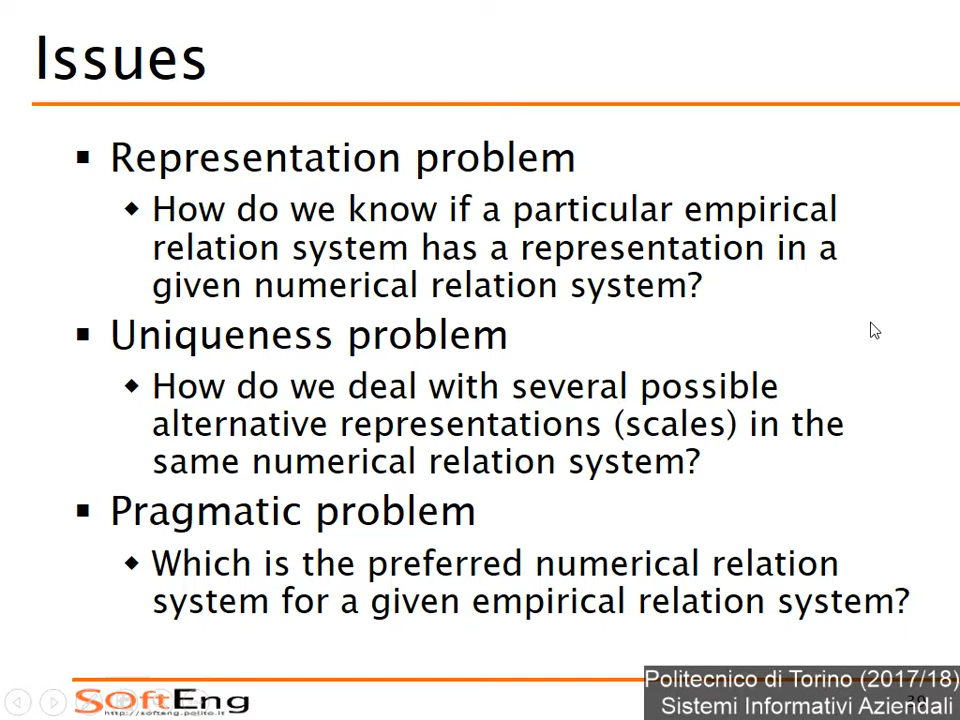 Issues
Representation problem
How do we know if a particular empirical
relation system has a representation in a
given numerical relation system?
Uniqueness problem
How do we deal with several possible
alternative representations (scales) in the
same numerical relation system?
Pragmatic problem
Which is the preferred numerical relation
system for a given empirical relation system?
SOftEng
http://softeng.polito.it
Politecnico di Torino (2017/18)
Sistemi Informativi Aziendali